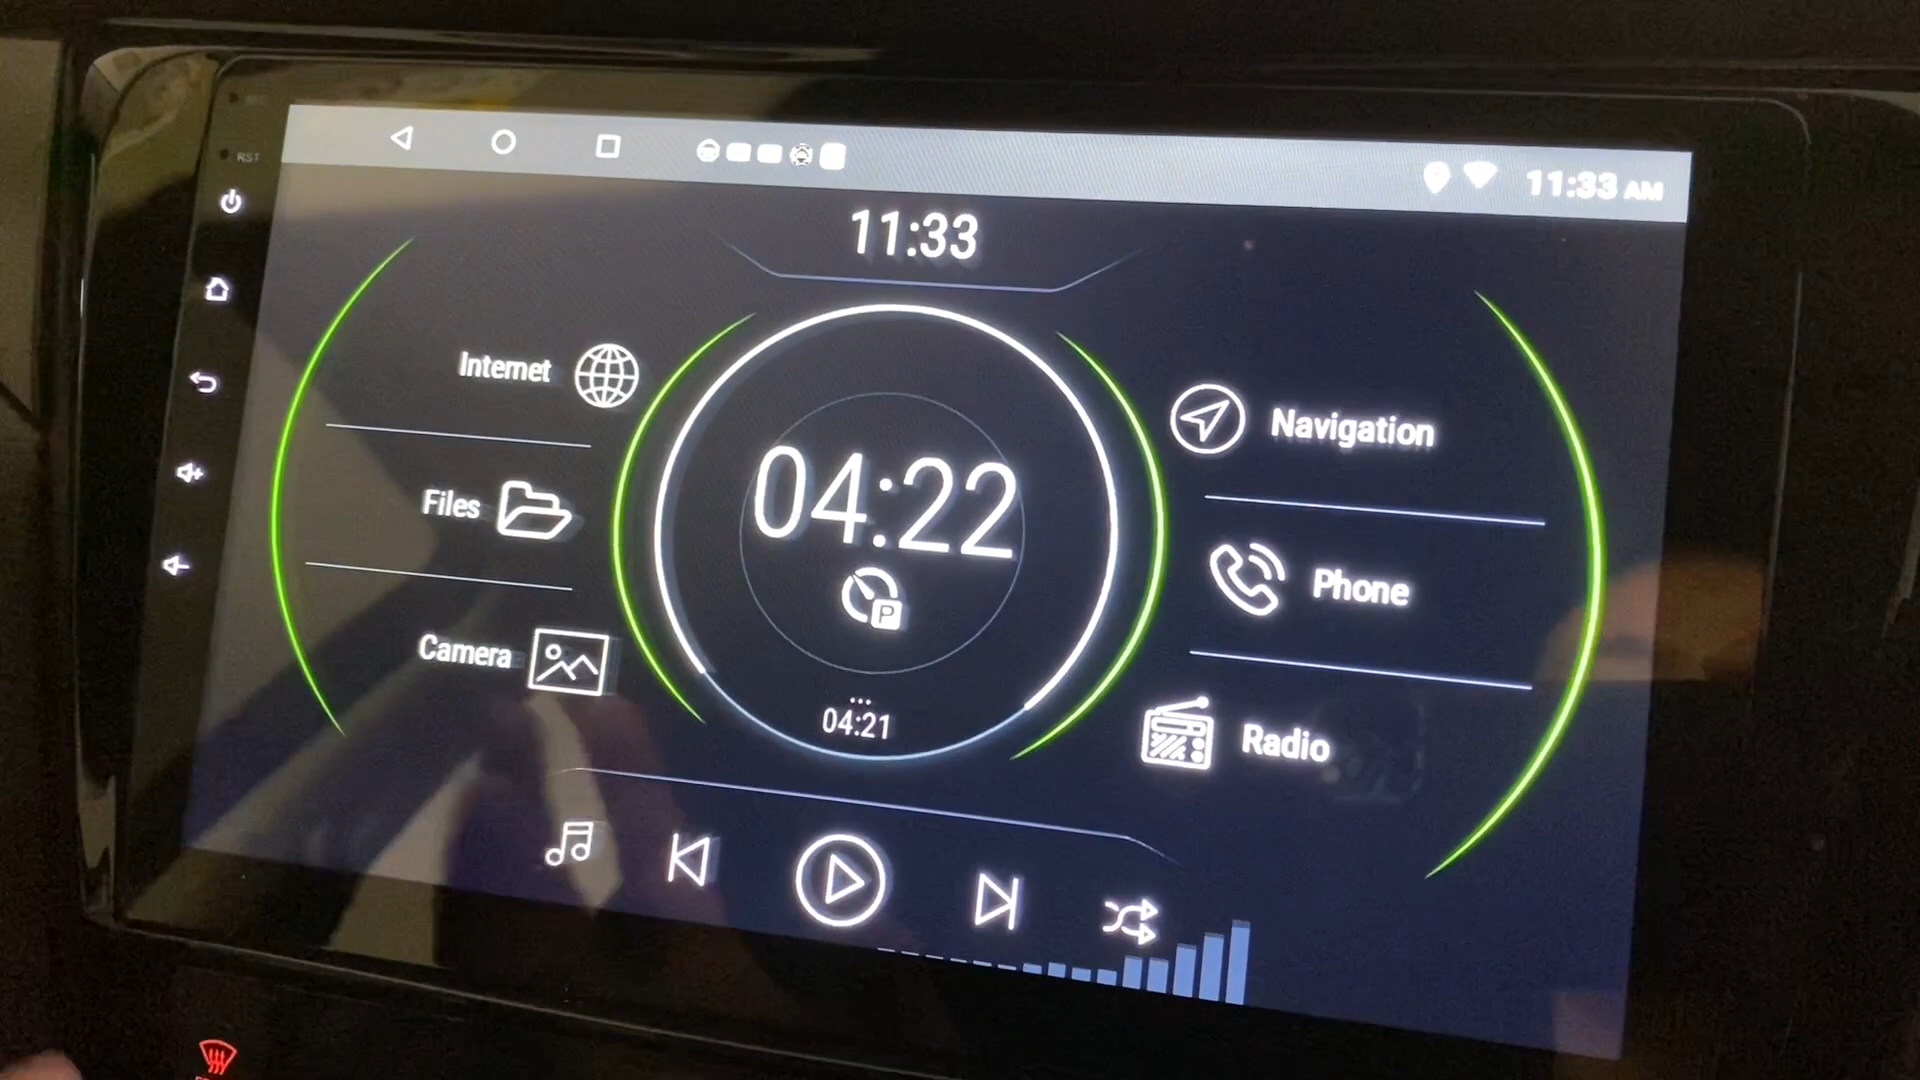 RST
11:33 AM
11:33
Internet
Files
Camera
04:22
P
04:21
Navigation
Phone
Radio